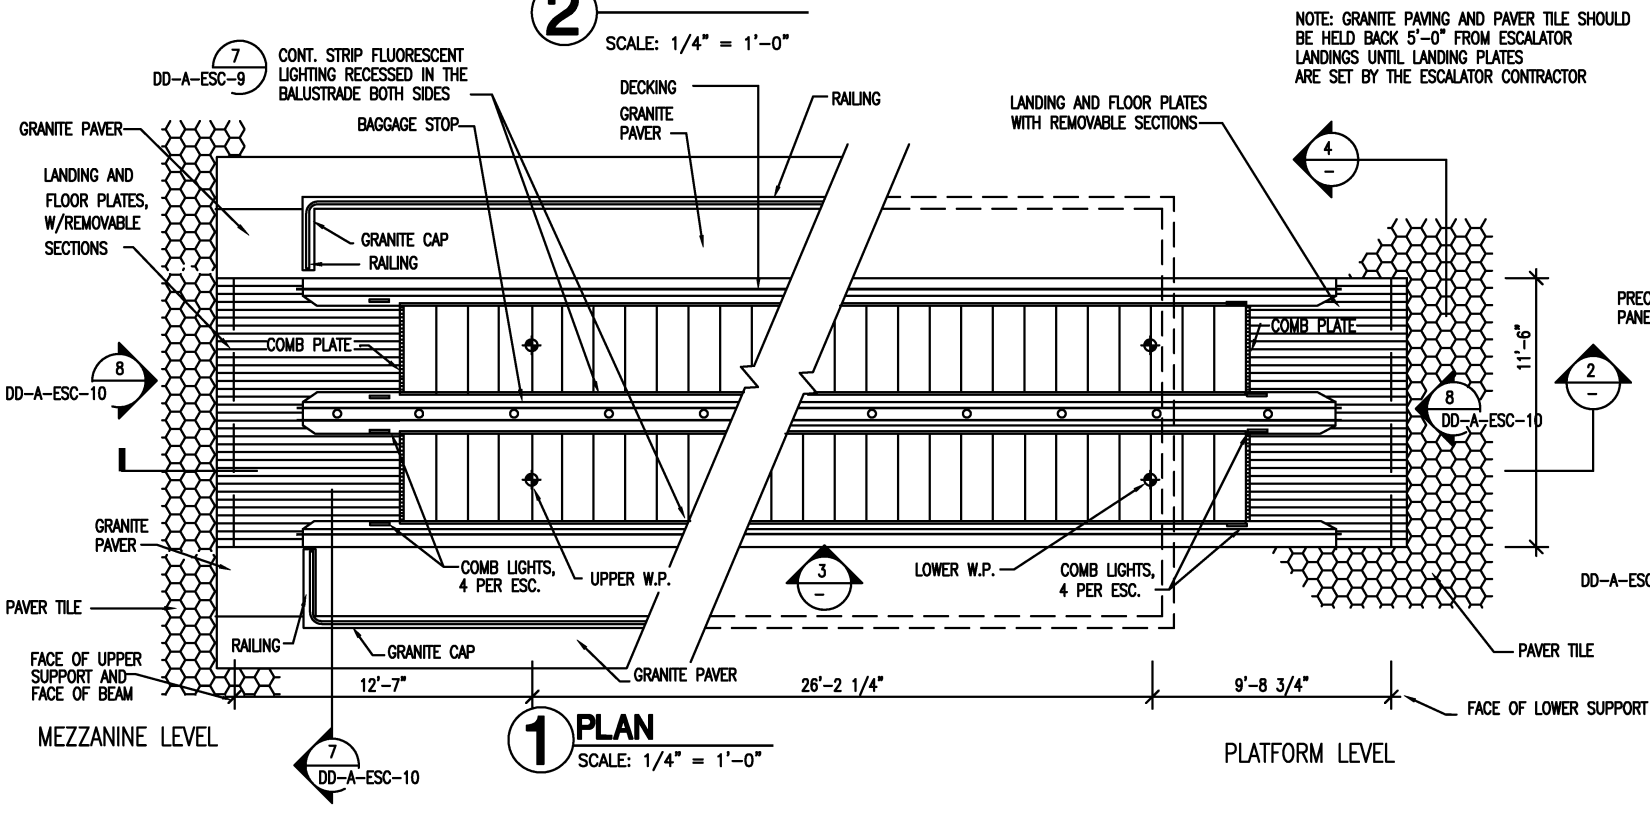 2
SCALE: 1/4" = 1'-0"
NOTE: GRANITE PAVING AND PAVER TILE SHOULD
BE HELD BACK 5'-0" FROM ESCALATOR
LANDINGS UNTIL LANDING PLATES
ARE SET BY THE ESCALATOR CONTRACTOR
7
DD-A-ESC-9
CONT. STRIP FLUORESCENT
LIGHTING RECESSED IN THE
BALUSTRADE BOTH SIDES
BAGGAGE STOP
DECKING
GRANITE
PAVER
RAILING
LANDING AND FLOOR PLATES
WITH REMOVABLE SECTIONS
4
-
GRANITE PAVER
LANDING AND
FLOOR PLATES,
W/REMOVABLE
SECTIONS
GRANITE CAP
RAILING
COMB PLATE
COMB PLATE
11'-6"
PREC
PANE
8
DD-A-ESC-10
8
DD-A-ESC-10
2
-
GRANITE
PAVER
COMB LIGHTS,
4 PER ESC.
UPPER W.P.
3
-
LOWER W.P.
COMB LIGHTS,
4 PER ESC.
DD-A-ESC
PAVER TILE
RAILING
GRANITE CAP
GRANITE PAVER
PAVER TILE
FACE OF UPPER
SUPPORT AND
FACE OF BEAM
12'-7"
26'-2 1/4"
9'-8 3/4"
FACE OF LOWER SUPPORT
MEZZANINE LEVEL
7
DD-A-ESC-10
1
PLAN
SCALE: 1/4" = 1'-0"
PLATFORM LEVEL